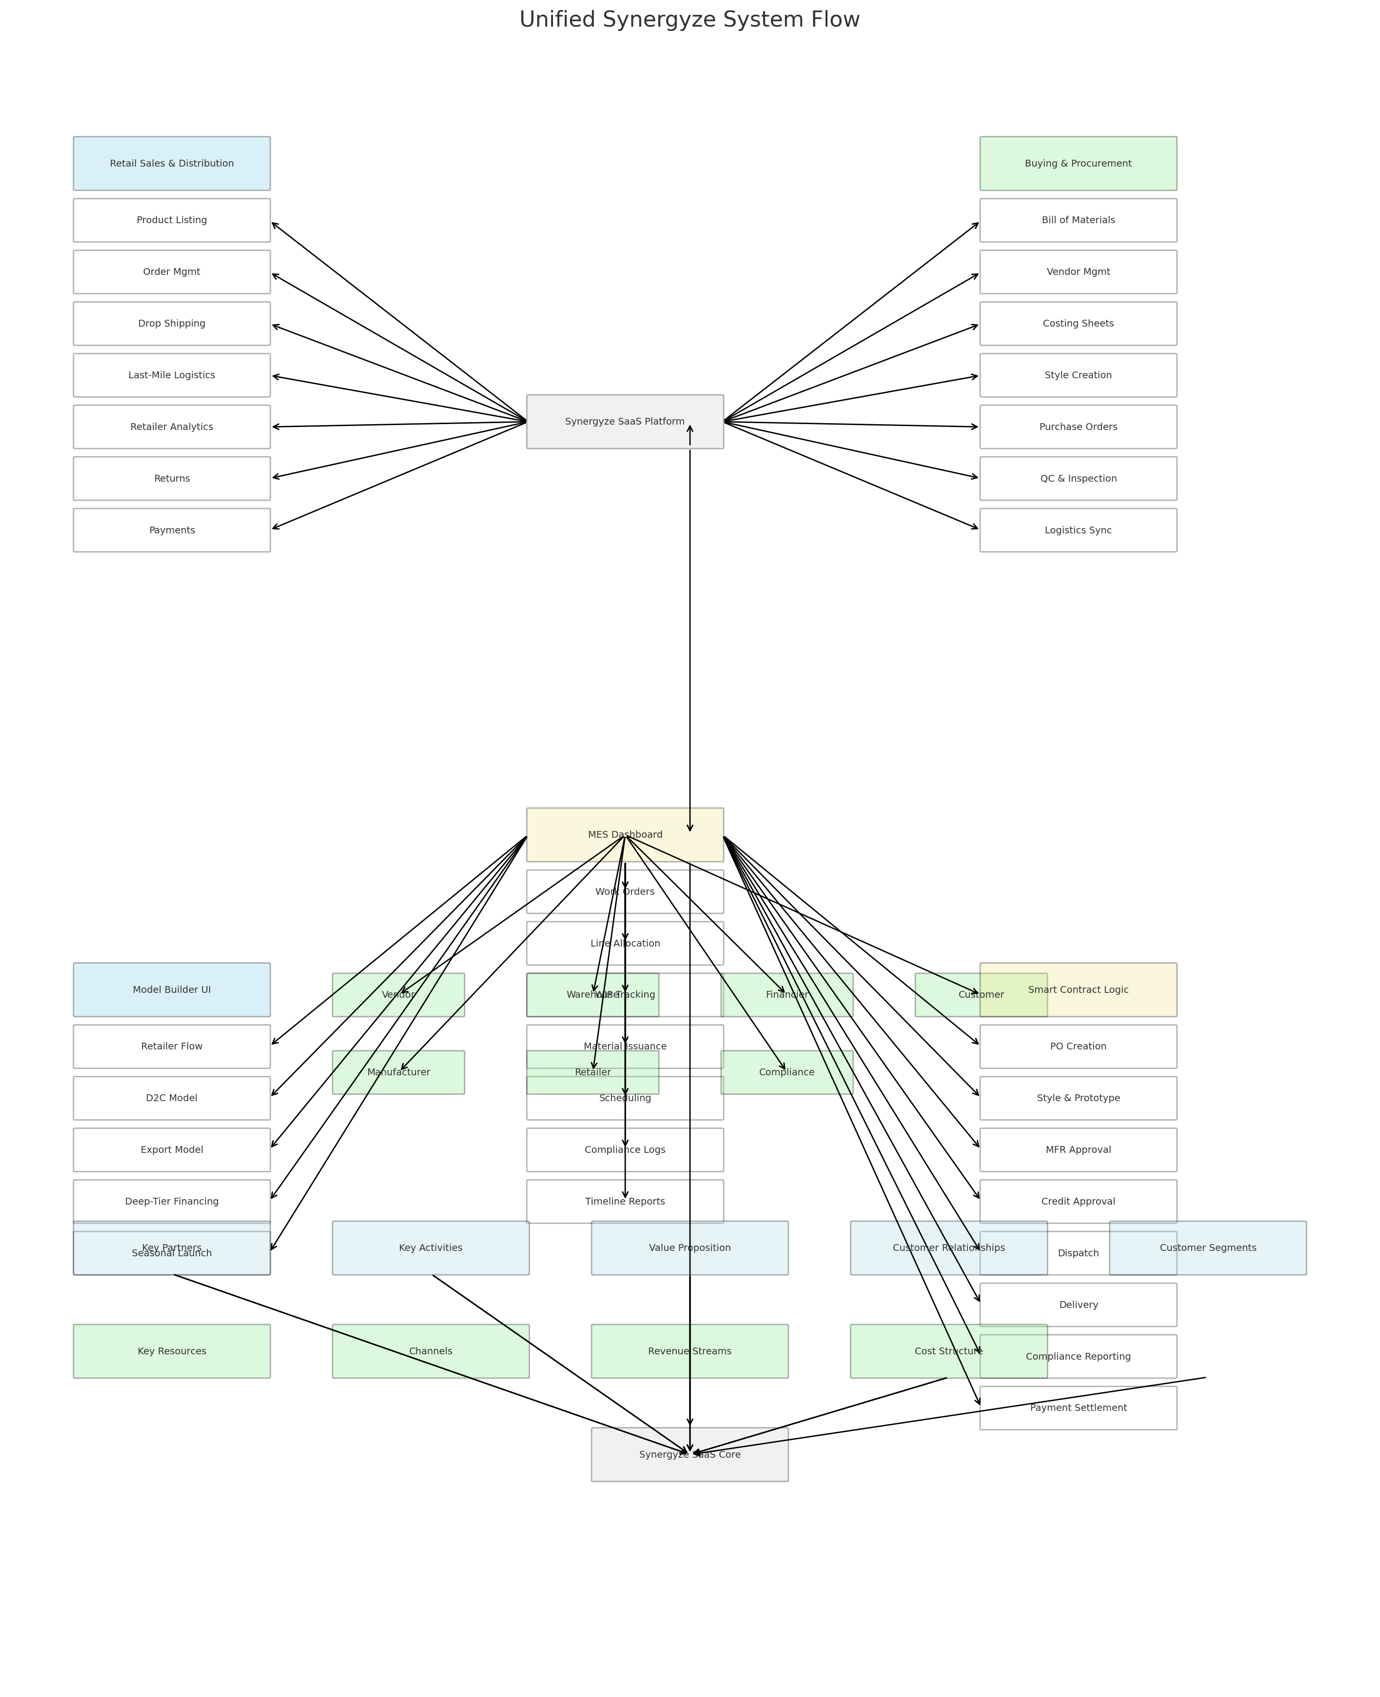 Unified Synergyze System Flow
Retail Sales & Distribution
Buying & Procurement
Product Listing
Bill of Materials
Order Mgmt
Vendor Mgmt
Drop Shipping
Costing Sheets
Last-Mile Logistics
Style Creation
Synergyze SaaS Platform
Retailer Analytics
Purchase Orders
Returns
QC & Inspection
Payments
Logistics Sync
MES Dashboard
Work Orders
Line Allocation
Model Builder UI
Vendor
Warehouse
WIP Tracking
Financier
Customer
Smart Contract Logic
Retailer Flow
Material Issuance
PO Creation
Manufacturer
Retailer
Compliance
D2C Model
Scheduling
Style & Prototype
Export Model
Compliance Logs
MFR Approval
Deep-Tier Financing
Timeline Reports
Credit Approval
Key Partners
Seasonal Launch
Key Activities
Value Proposition
Customer Relationships
Dispatch
Customer Segments
Delivery
Key Resources
Channels
Revenue Streams
Cost Structure
Compliance Reporting
Payment Settlement
Synergyze SaaS Core